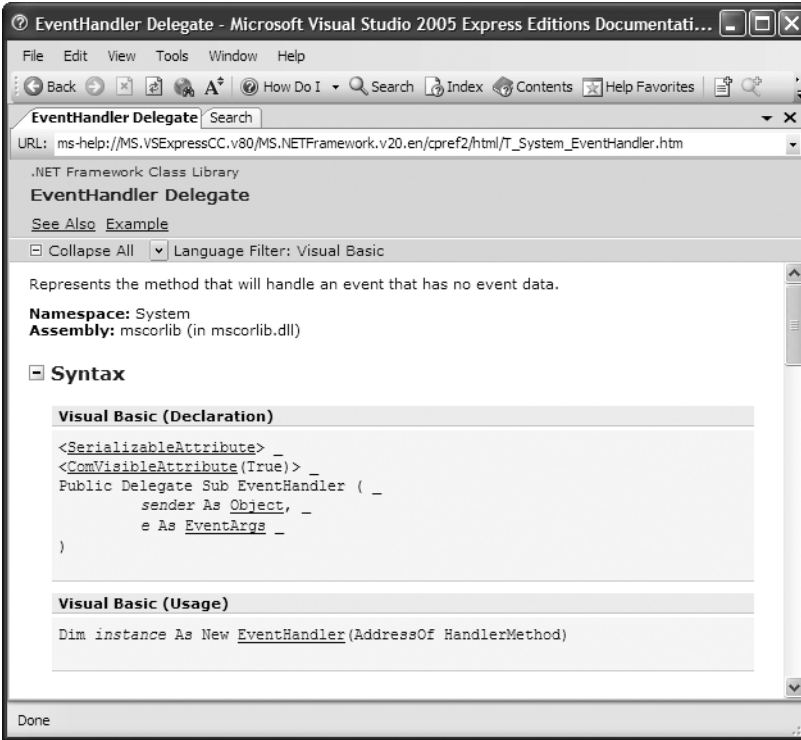 EventHandler Delegate - Microsoft Visual Studio 2005 Express Editions Documentati...
File Edit View Tools Window Help
Back How Do I Search Index Contents Help Favorites
EventHandler Delegate Search
URL: ms-help://MS.VSExpressCC.v80/MS.NETFramework.v20.en/cpref2/html/T_System_EventHandler.htm
.NET Framework Class Library
EventHandler Delegate
See Also Example
Collapse All Language Filter: Visual Basic
Represents the method that will handle an event that has no event data.
Namespace: System
Assembly: mscorlib (in mscorlib.dll)
Syntax
Visual Basic (Declaration)
<SerializableAttribute> _
<ComVisibleAttribute(True)> _
Public Delegate Sub EventHandler ( _
sender As Object, _
e As EventArgs _
)
Visual Basic (Usage)
Dim instance As New EventHandler(AddressOf HandlerMethod)
Done